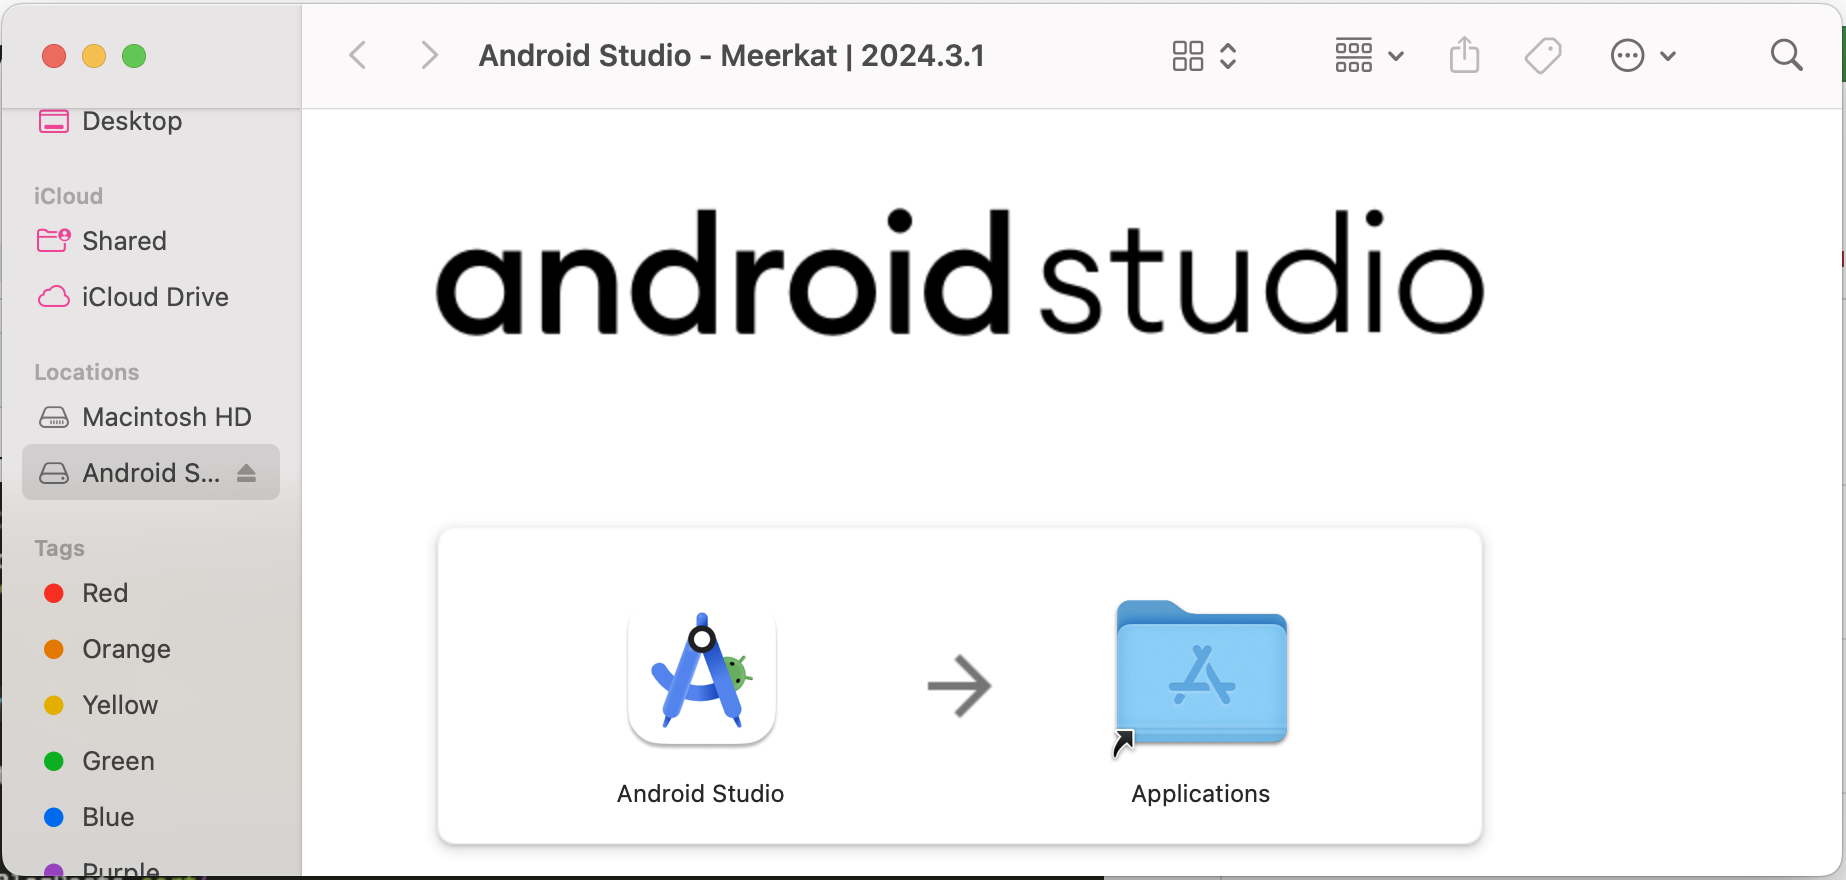 Android Studio - Meerkat | 2024.3.1
Desktop
iCloud
Shared
iCloud Drive
Locations
Macintosh HD
Android S...
Tags
Red
Orange
Yellow
Green
Blue
Purple
android studio
Android Studio
Applications